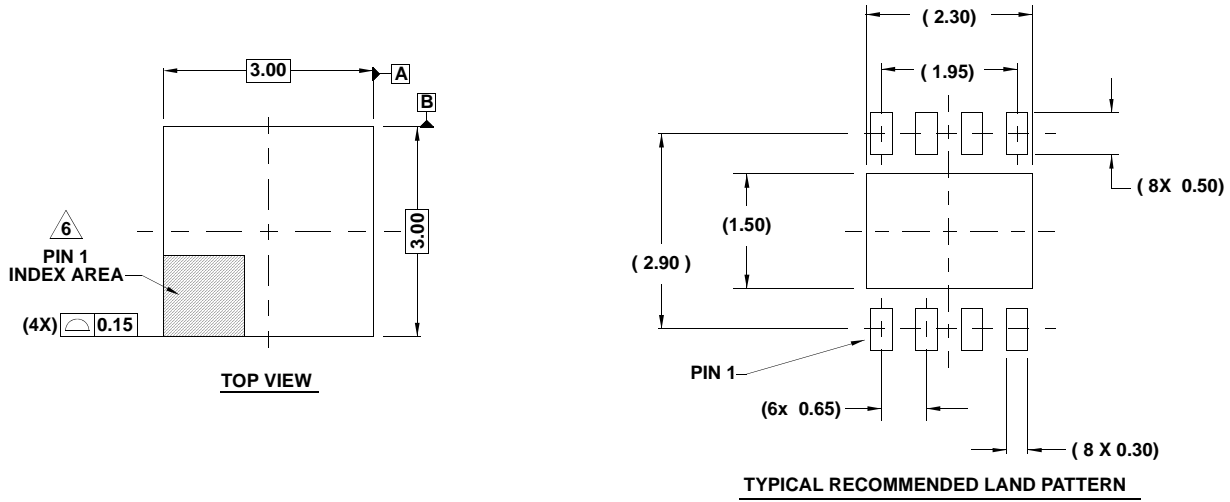 3.00
A
B
3.00
6
PIN 1
INDEX AREA
(4X) 0.15
TOP VIEW
( 2.30)
( 1.95)
( 8X 0.50)
(1.50)
( 2.90 )
PIN 1
(6x 0.65)
( 8 X 0.30)
TYPICAL RECOMMENDED LAND PATTERN